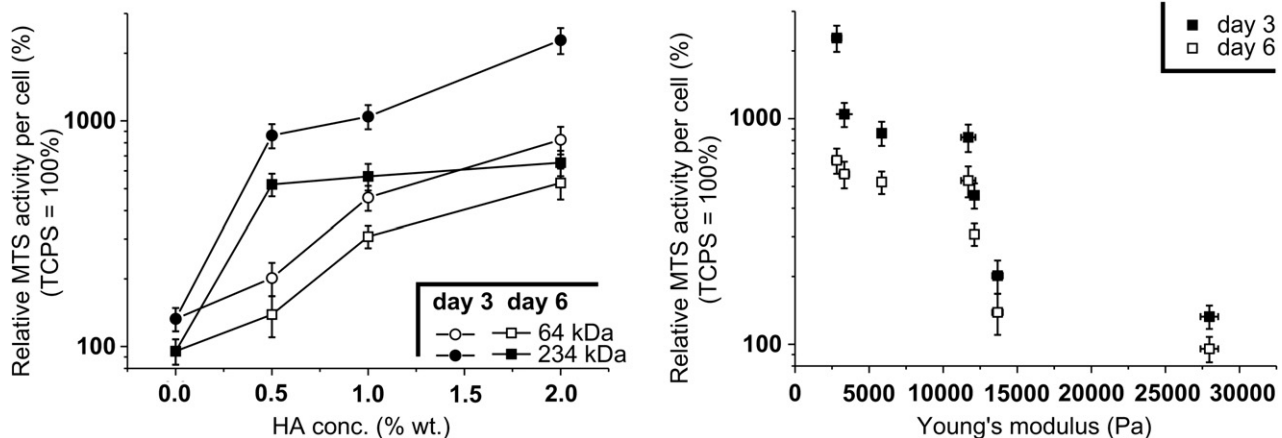 Relative MTS activity per cell (%)
(TCPS = 100%)
1000
100
0.0 0.5 1.0 1.5 2.0
HA conc. (% wt.)
day 3 day 6
64 kDa
234 kDa
Relative MTS activity per cell (%)
(TCPS = 100%)
1000
100
0 5000 10000 15000 20000 25000 30000
Young's modulus (Pa)
day 3
day 6